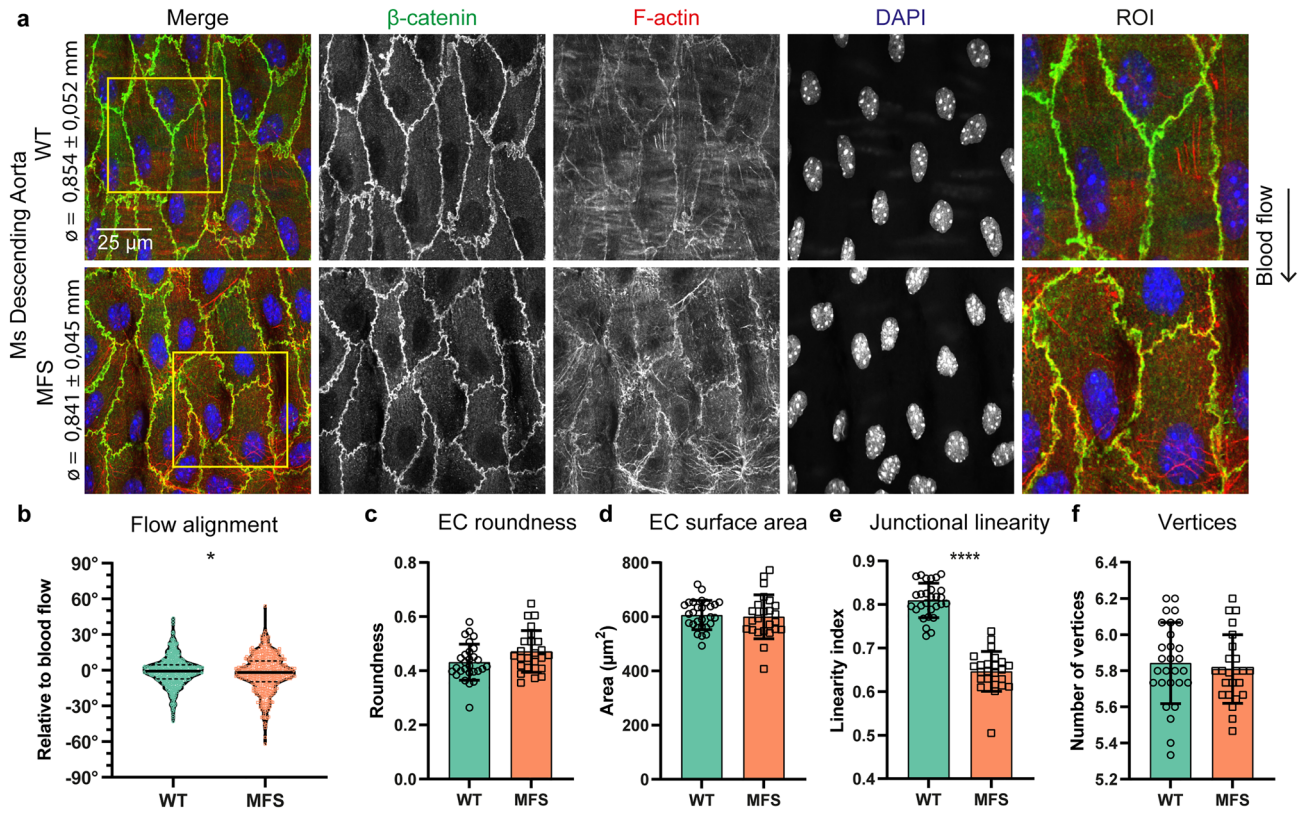 a
Merge
β-catenin
F-actin
DAPI
ROI
Ms Descending Aorta
WT
ø = 0,854 ± 0,052 mm
25 µm
MFS
ø = 0,841 ± 0,045 mm
Blood flow
b
Flow alignment
*
Relative to blood flow
90°
60°
30°
0°
-30°
-60°
-90°
WT
MFS
c
EC roundness
Roundness
0.8
0.6
0.4
0.2
0.0
WT
MFS
d
EC surface area
Area (µm²)
800
600
400
200
0
WT
MFS
e
Junctional linearity
****
Linearity index
0.9
0.8
0.7
0.6
0.5
0.4
WT
MFS
f
Vertices
Number of vertices
6.4
6.2
6.0
5.8
5.6
5.4
5.2
WT
MFS